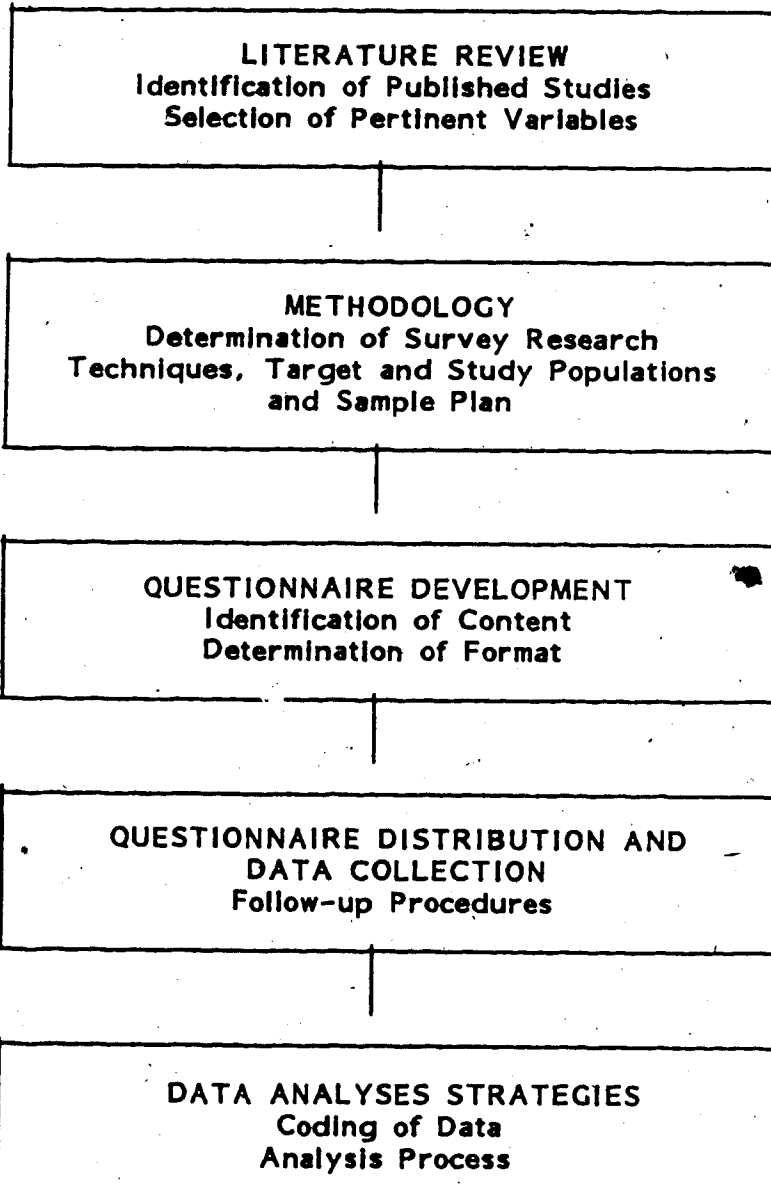 LITERATURE REVIEW
Identification of Published Studies
Selection of Pertinent Variables
METHODOLOGY
Determination of Survey Research
Techniques, Target and Study Populations
and Sample Plan
QUESTIONNAIRE DEVELOPMENT
Identification of Content
Determination of Format
QUESTIONNAIRE DISTRIBUTION AND
DATA COLLECTION
Follow-up Procedures
DATA ANALYSES STRATEGIES
Coding of Data
Analysis Process